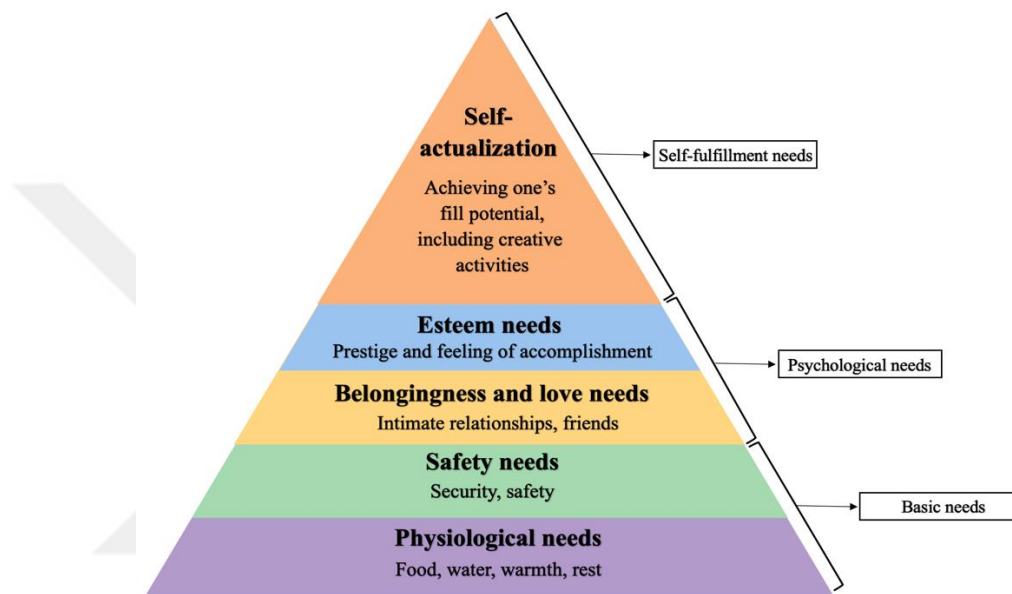 Self-
actualization
Achieving one's
fill potential,
including creative
activities
Self-fulfillment needs
Esteem needs
Prestige and feeling of accomplishment
Psychological needs
Belongingness and love needs
Intimate relationships, friends
Safety needs
Security, safety
Basic needs
Physiological needs
Food, water, warmth, rest